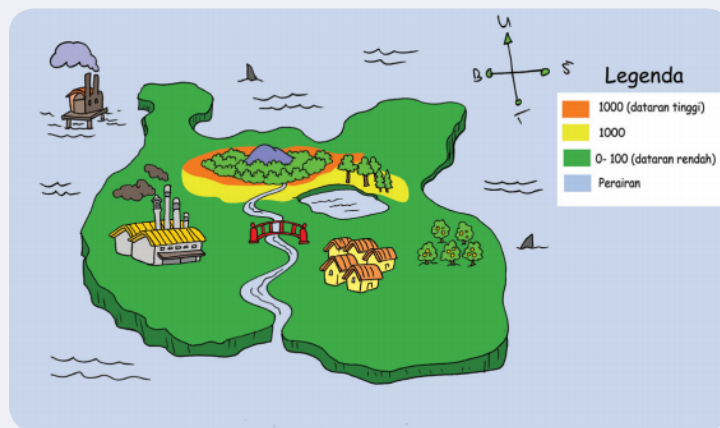 U
B S
T
Legenda
1000 (dataran tinggi)
1000
0- 100 (dataran rendah)
Perairan